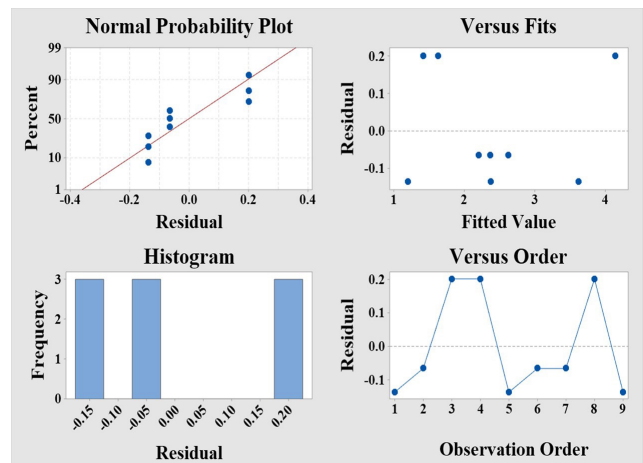 Normal Probability Plot
99
90
50
10
1
Percent
-0.4 -0.2 0.0 0.2 0.4
Residual
Versus Fits
0.2
0.1
0.0
-0.1
Residual
1 2 3 4
Fitted Value
Histogram
3
2
1
0
Frequency
-0.15 -0.10 -0.05 0.00 0.05 0.10 0.15 0.20
Residual
Versus Order
0.2
0.1
0.0
-0.1
Residual
1 2 3 4 5 6 7 8 9
Observation Order